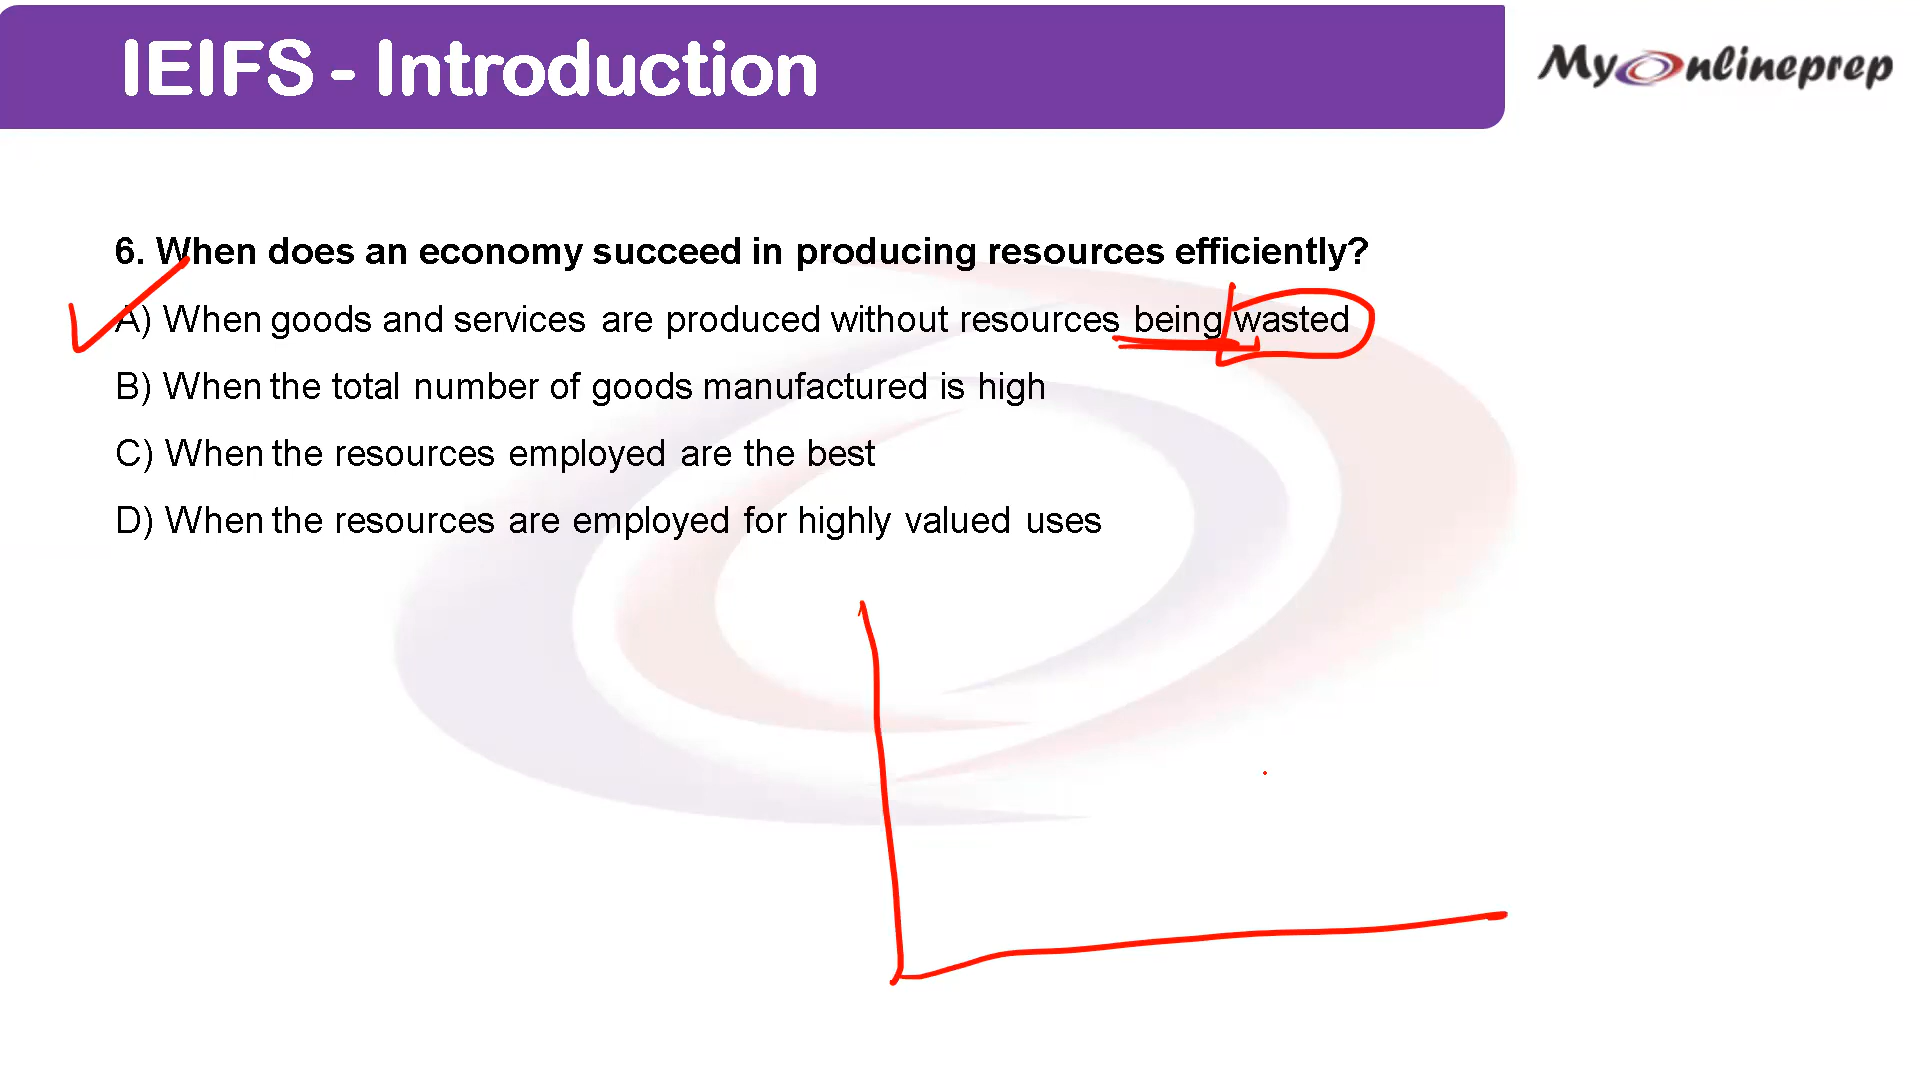 IEIFS - Introduction
MyOnlineprep
6. When does an economy succeed in producing resources efficiently?
A) When goods and services are produced without resources being wasted
B) When the total number of goods manufactured is high
C) When the resources employed are the best
D) When the resources are employed for highly valued uses